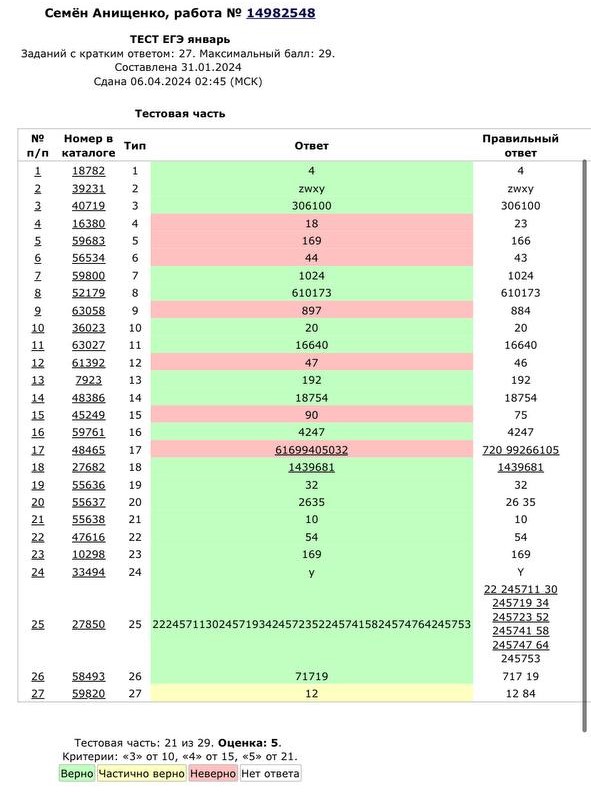 Семён Анищенко, работа № 14982548
ТЕСТ ЕГЭ январь
Заданий с кратким ответом: 27. Максимальный балл: 29.
Составлена 31.01.2024
Сдана 06.04.2024 02:45 (МСК)
Тестовая часть
№ п/п Номер в каталоге Тип Ответ Правильный ответ
1 18782 1 4 4
2 39231 2 zwxy zwxy
3 40719 3 306100 306100
4 16380 4 18 23
5 59683 5 169 166
6 56534 6 44 43
7 59800 7 1024 1024
8 52179 8 610173 610173
9 63058 9 897 884
10 36023 10 20 20
11 63027 11 16640 16640
12 61392 12 47 46
13 7923 13 192 192
14 48386 14 18754 18754
15 45249 15 90 75
16 59761 16 4247 4247
17 48465 17 61699405032 720 99266105
18 27682 18 1439681 1439681
19 55636 19 32 32
20 55637 20 2635 26 35
21 55638 21 10 10
22 47616 22 54 54
23 10298 23 169 169
24 33494 24 y Y
25 27850 25 22245711302457193424572352245741582457476424​5753 22 245711 30
245719 34
245723 52
245741 58
245747 64
245753
26 58493 26 71719 717 19
27 59820 27 12 12 84
Тестовая часть: 21 из 29. Оценка: 5.
Критерии: «3» от 10, «4» от 15, «5» от 21.
Верно Частично верно Неверно Нет ответа